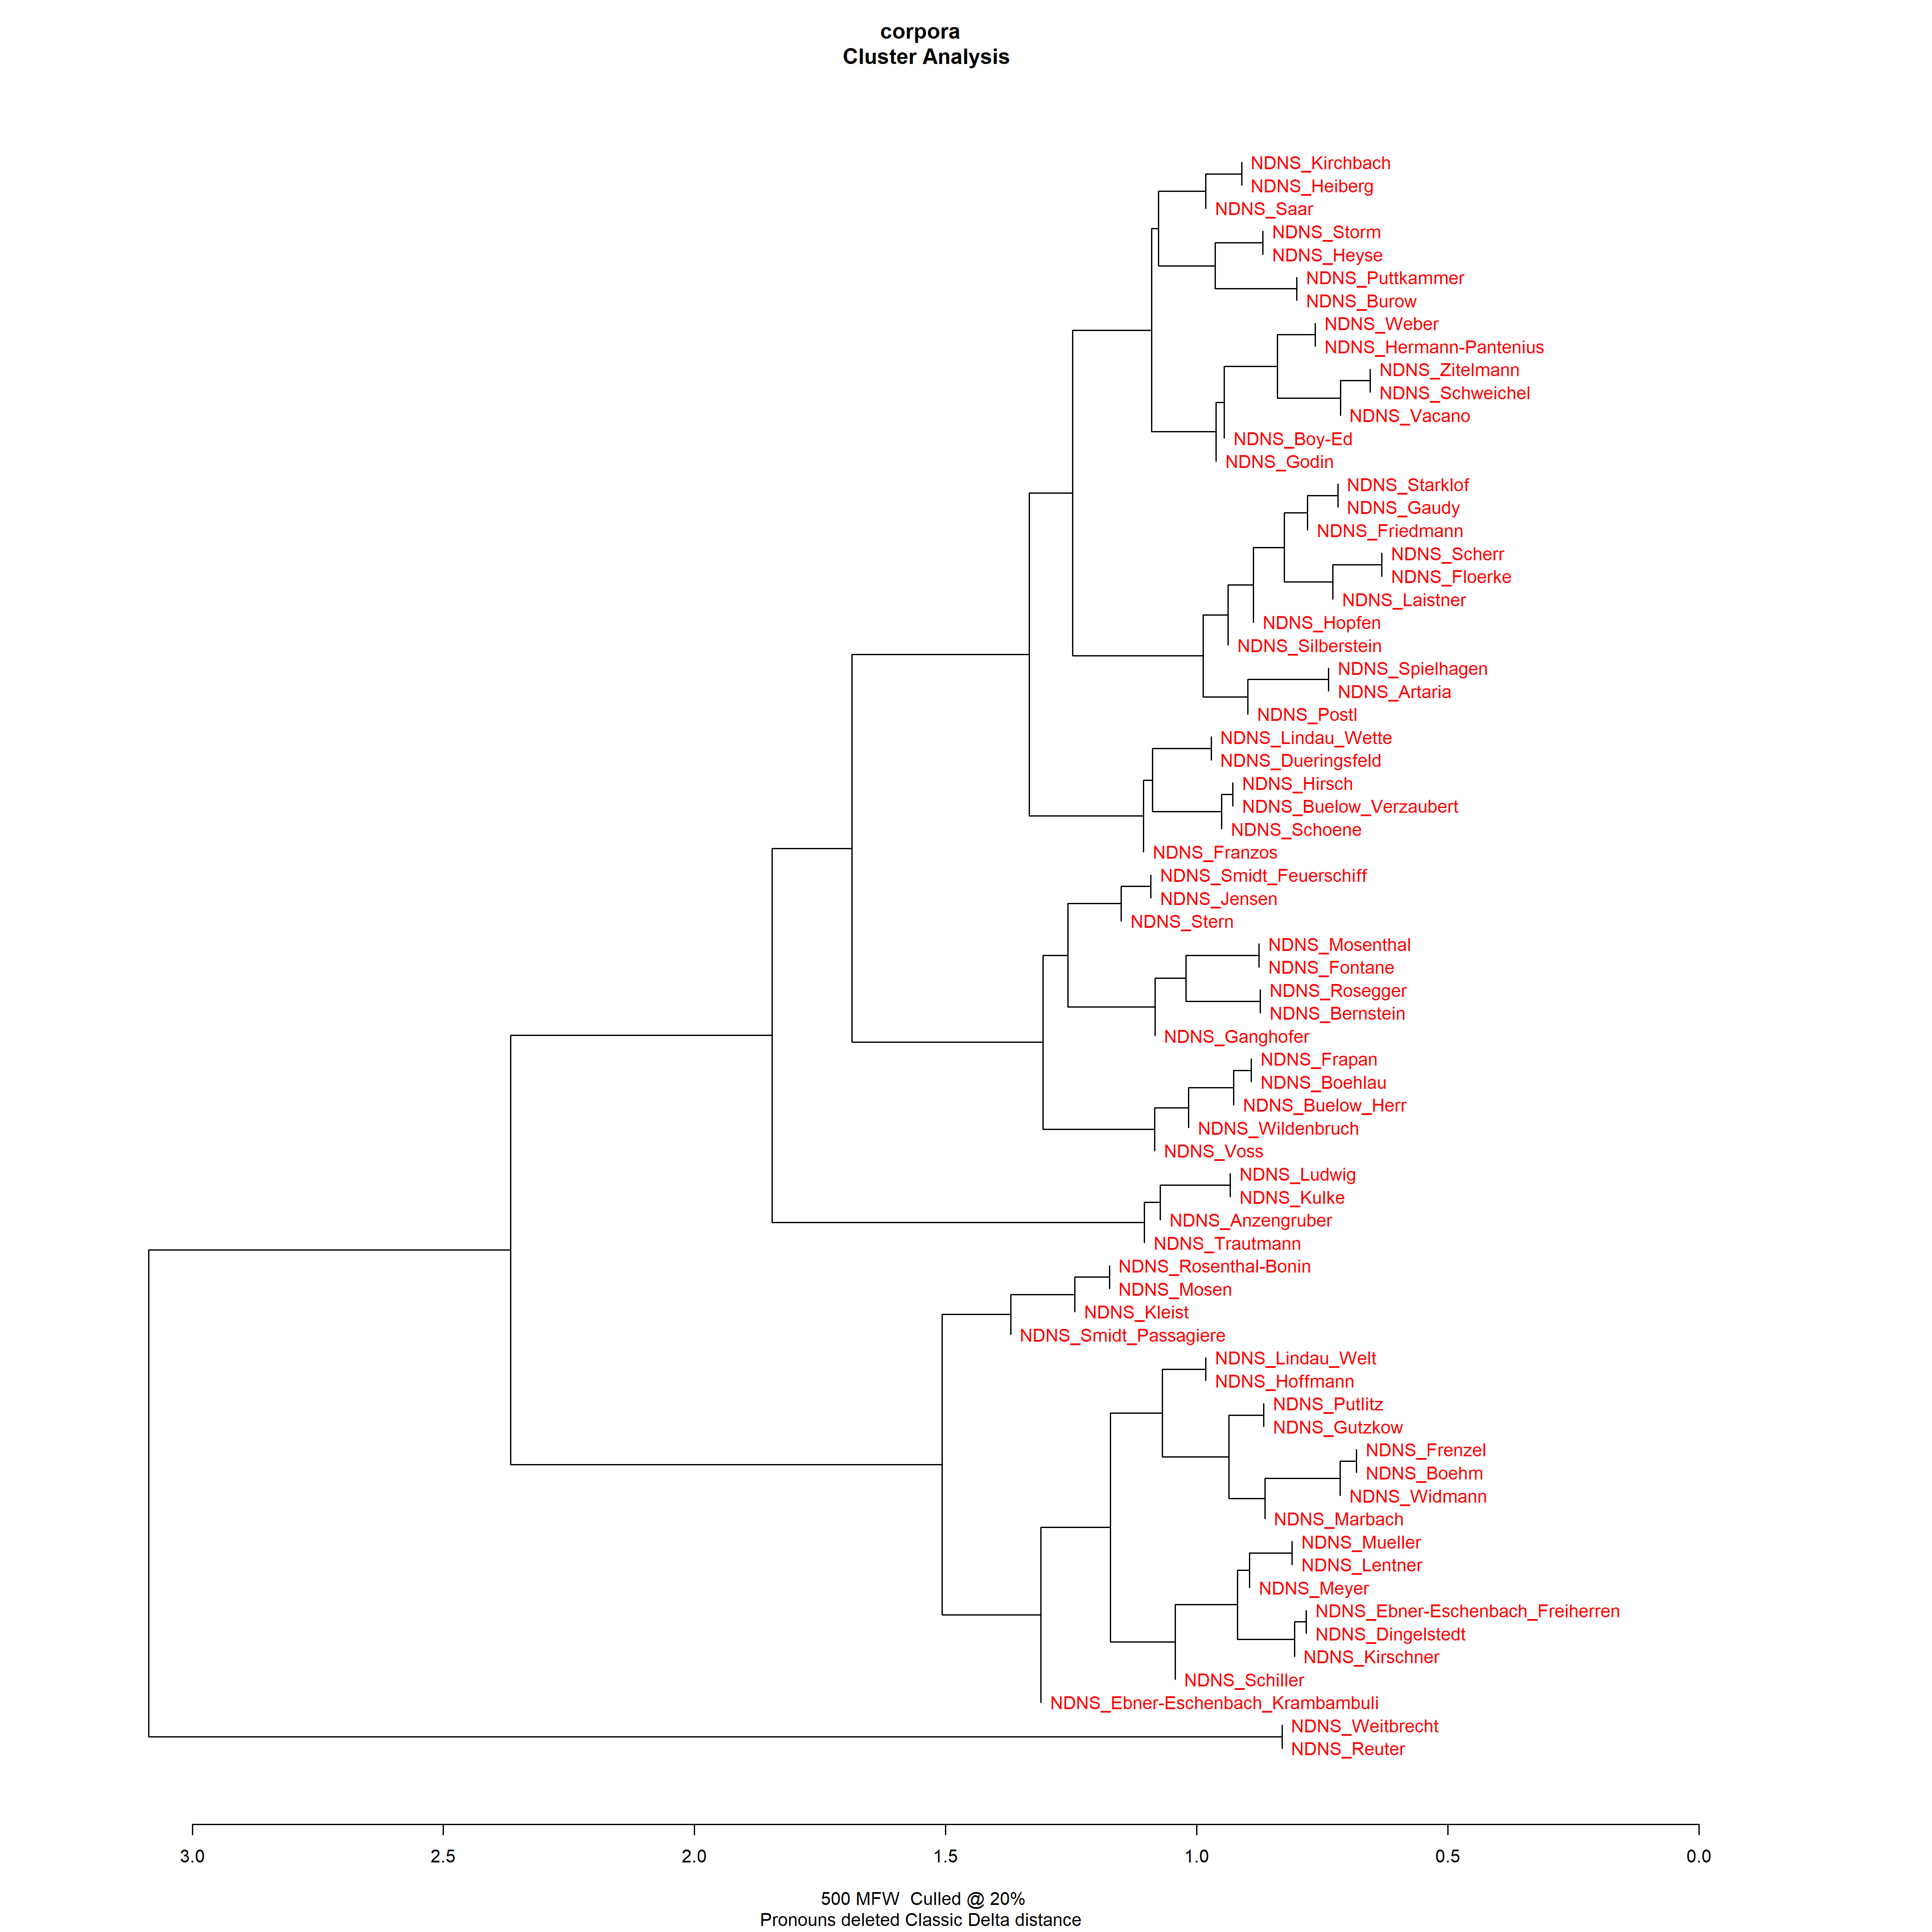 corpora
Cluster Analysis
NDNS_Kirchbach
NDNS_Heiberg
NDNS_Saar
NDNS_Storm
NDNS_Heyse
NDNS_Puttkammer
NDNS_Burow
NDNS_Weber
NDNS_Hermann-Pantenius
NDNS_Zitelmann
NDNS_Schweichel
NDNS_Vacano
NDNS_Boy-Ed
NDNS_Godin
NDNS_Starklof
NDNS_Gaudy
NDNS_Friedmann
NDNS_Scherr
NDNS_Floerke
NDNS_Laistner
NDNS_Hopfen
NDNS_Silberstein
NDNS_Spielhagen
NDNS_Artaria
NDNS_Postl
NDNS_Lindau_Wette
NDNS_Dueringsfeld
NDNS_Hirsch
NDNS_Buelow_Verzaubert
NDNS_Schoene
NDNS_Franzos
NDNS_Smidt_Feuerschiff
NDNS_Jensen
NDNS_Stern
NDNS_Mosenthal
NDNS_Fontane
NDNS_Rosegger
NDNS_Bernstein
NDNS_Ganghofer
NDNS_Frapan
NDNS_Boehlau
NDNS_Buelow_Herr
NDNS_Wildenbruch
NDNS_Voss
NDNS_Ludwig
NDNS_Kulke
NDNS_Anzengruber
NDNS_Trautmann
NDNS_Rosenthal-Bonin
NDNS_Mosen
NDNS_Kleist
NDNS_Smidt_Passagiere
NDNS_Lindau_Welt
NDNS_Hoffmann
NDNS_Putlitz
NDNS_Gutzkow
NDNS_Frenzel
NDNS_Boehm
NDNS_Widmann
NDNS_Marbach
NDNS_Mueller
NDNS_Lentner
NDNS_Meyer
NDNS_Ebner-Eschenbach_Freiherren
NDNS_Dingelstedt
NDNS_Kirschner
NDNS_Schiller
NDNS_Ebner-Eschenbach_Krambambuli
NDNS_Weitbrecht
NDNS_Reuter
3.0 2.5 2.0 1.5 1.0 0.5 0.0
500 MFW  Culled @ 20%
Pronouns deleted Classic Delta distance